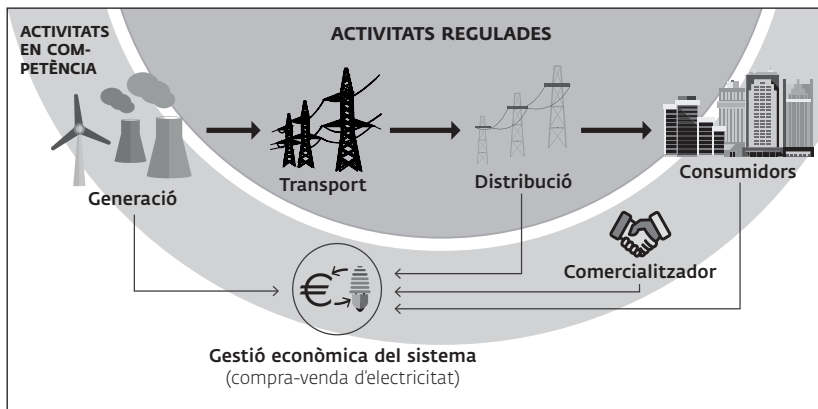 ACTIVITATS
EN COM-
PETÈNCIA
ACTIVITATS REGULADES
Generació
Transport
Distribució
Consumidors
Comercialitzador
€
Gestió econòmica del sistema
(compra-venda d'electricitat)